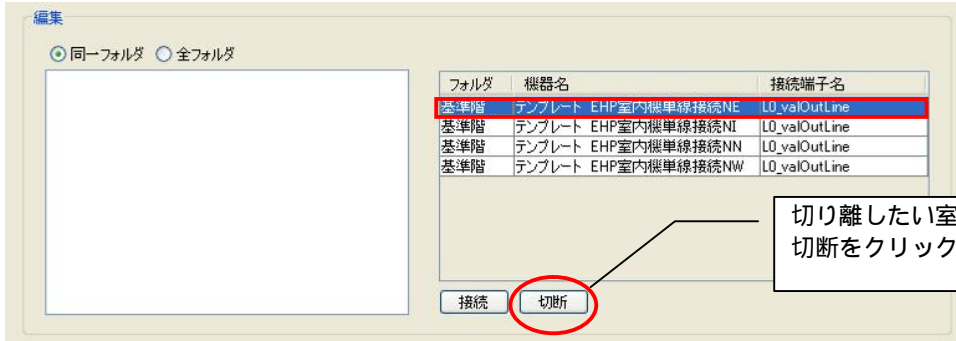 編集
同一フォルダ 全フォルダ
フォルダ 機器名 接続端子名
基準階 テンプレート EHP室内機単線接続NE L0_valOutLine
基準階 テンプレート EHP室内機単線接続NI L0_valOutLine
基準階 テンプレート EHP室内機単線接続NN L0_valOutLine
基準階 テンプレート EHP室内機単線接続NW L0_valOutLine
切り離したい室
切断をクリック
接続 切断